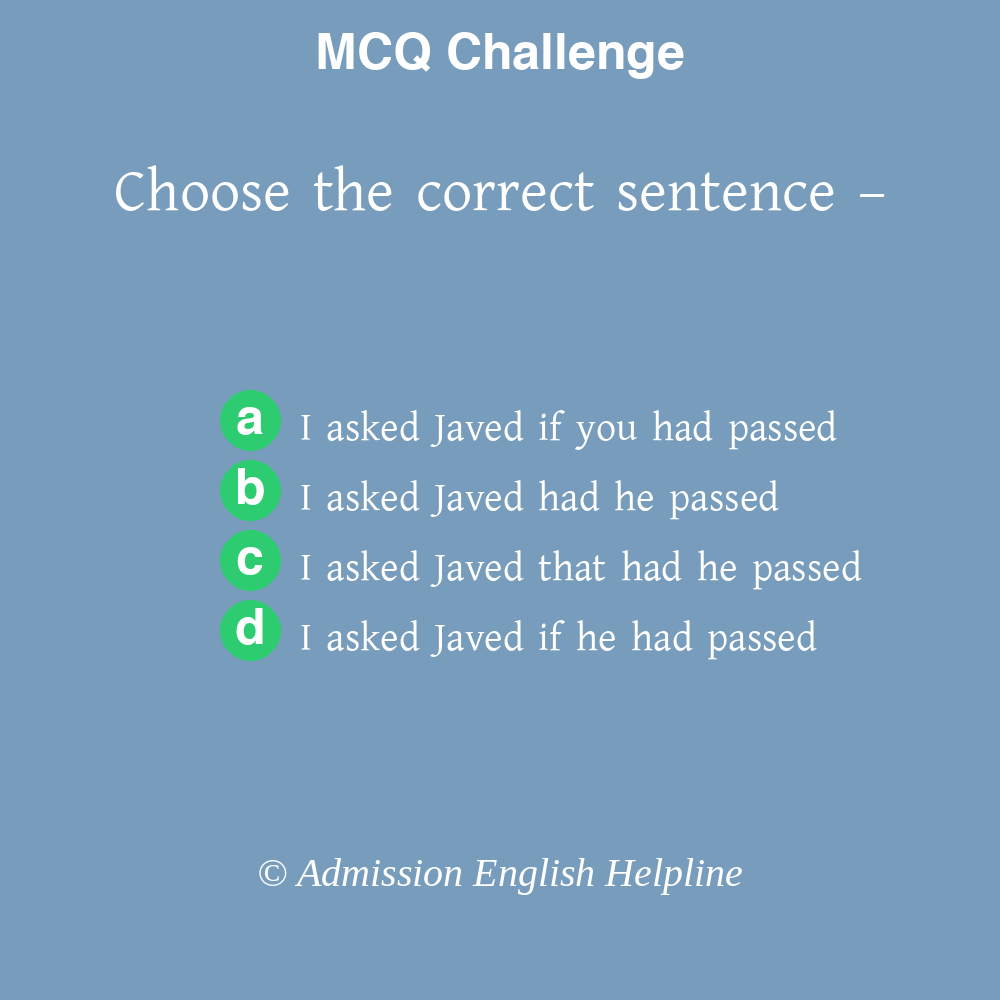 MCQ Challenge
Choose the correct sentence –
a I asked Javed if you had passed
b I asked Javed had he passed
c I asked Javed that had he passed
d I asked Javed if he had passed
© Admission English Helpline